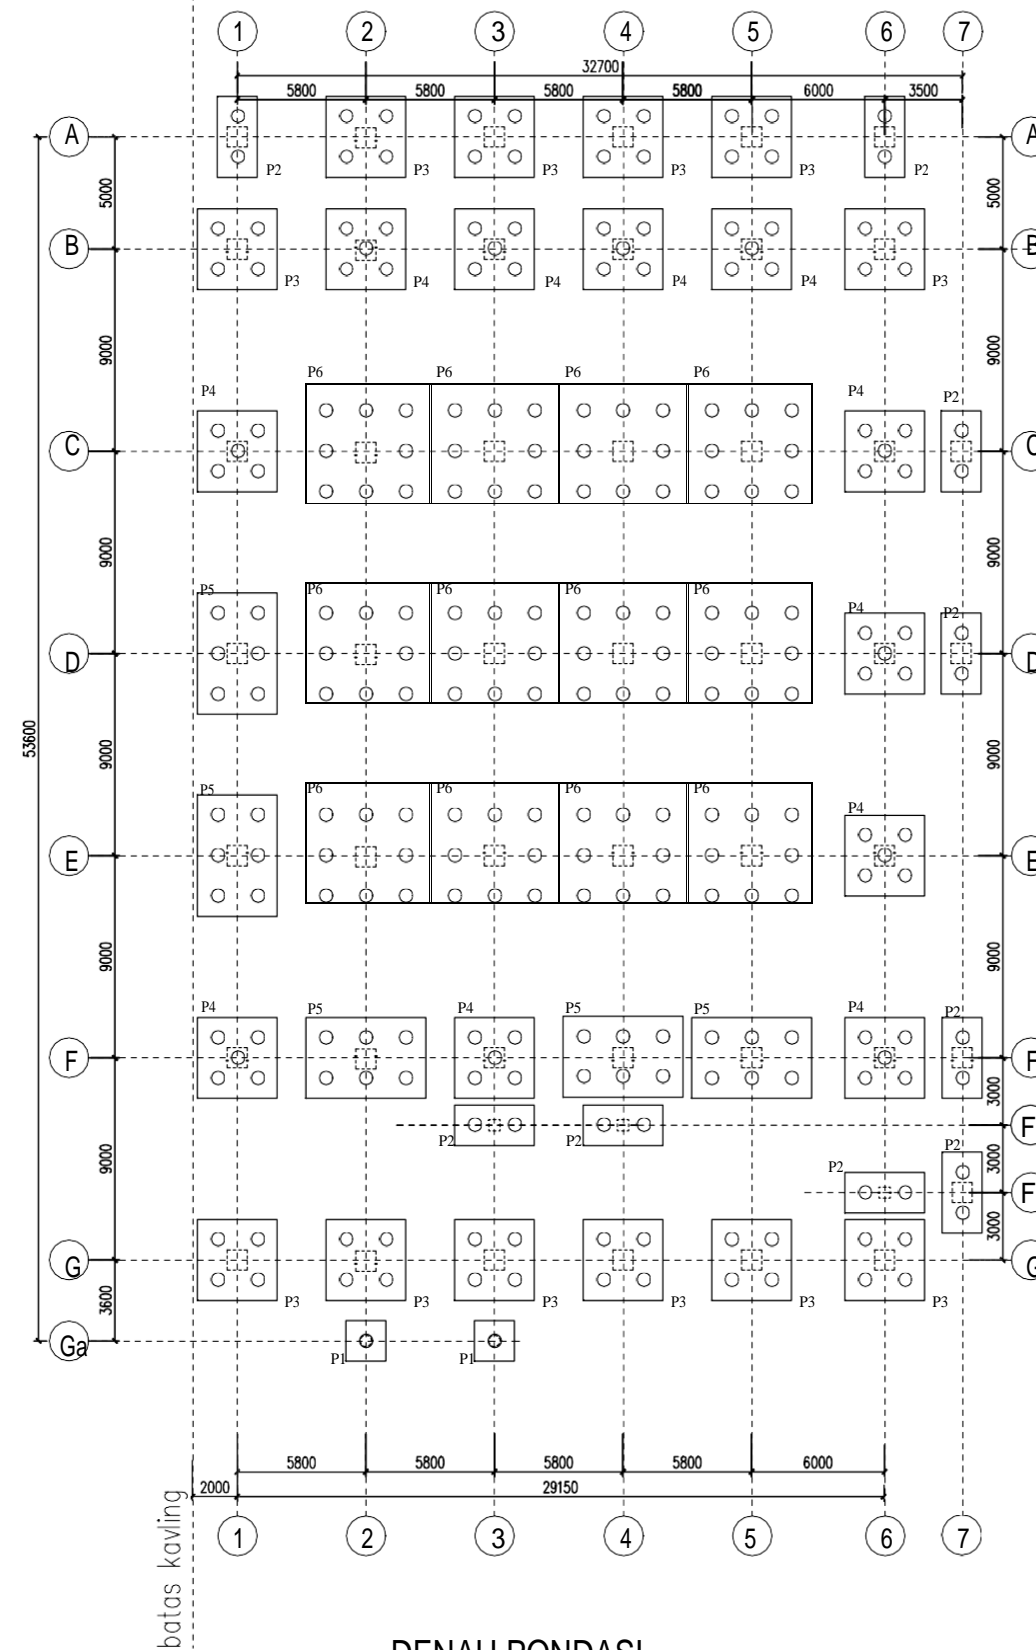 1 2 3 4 5 6 7
32700
5800 5800 5800 5800 6000 3500
A A
P2 P3 P3 P3 P3 P2
5000 5000
B B
P3 P4 P4 P4 P4 P3
9000 9000
P6 P6 P6 P6
P4 P4 P2
C C
9000 9000
P5 P6 P6 P6 P6 P4 P2
D D
53600
9000 9000
P5 P6 P6 P6 P6 P4
E E
9000 9000
P4 P5 P4 P5 P5 P4 P2
F F
3000
P2 P2 F
9000 3000
P2 P2
F
3000
G G
3600
P3 P3 P3 P3 P3 P3
Ga
P1 P1
5800 5800 5800 5800 6000
2000 29150
batas kavling
1 2 3 4 5 6 7
DENAH PONDASI